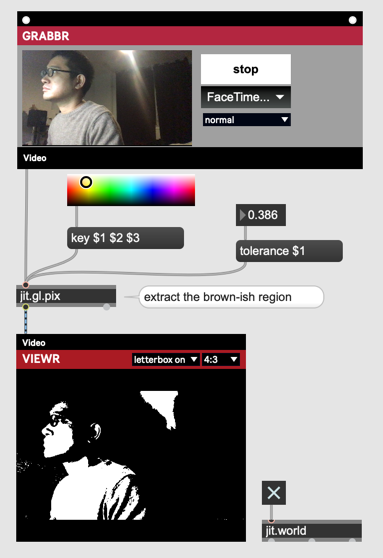 GRABBR
stop
FaceTime...
normal
Video
key $1 $2 $3
0.386
tolerance $1
jit.gl.pix
extract the brown-ish region
Video
VIEWR
letterbox on
4:3
jit.world